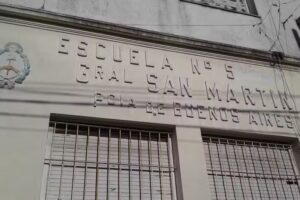 ESCUELA Nº 5
GRAL SAN MARTIN
PCIA DE BUENOS AIRES